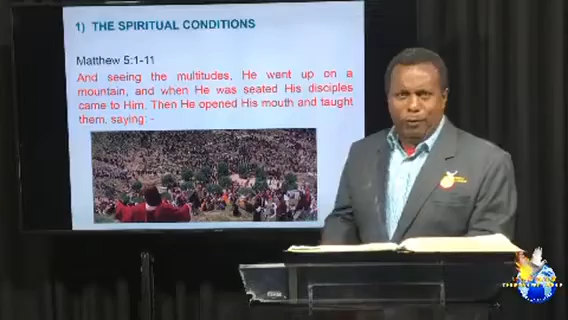 1) THE SPIRITUAL CONDITIONS
Matthew 5:1-11
And seeing the multitudes, He went up on a
mountain, and when He was seated His disciples
came to Him. Then He opened His mouth and taught
them, saying: -